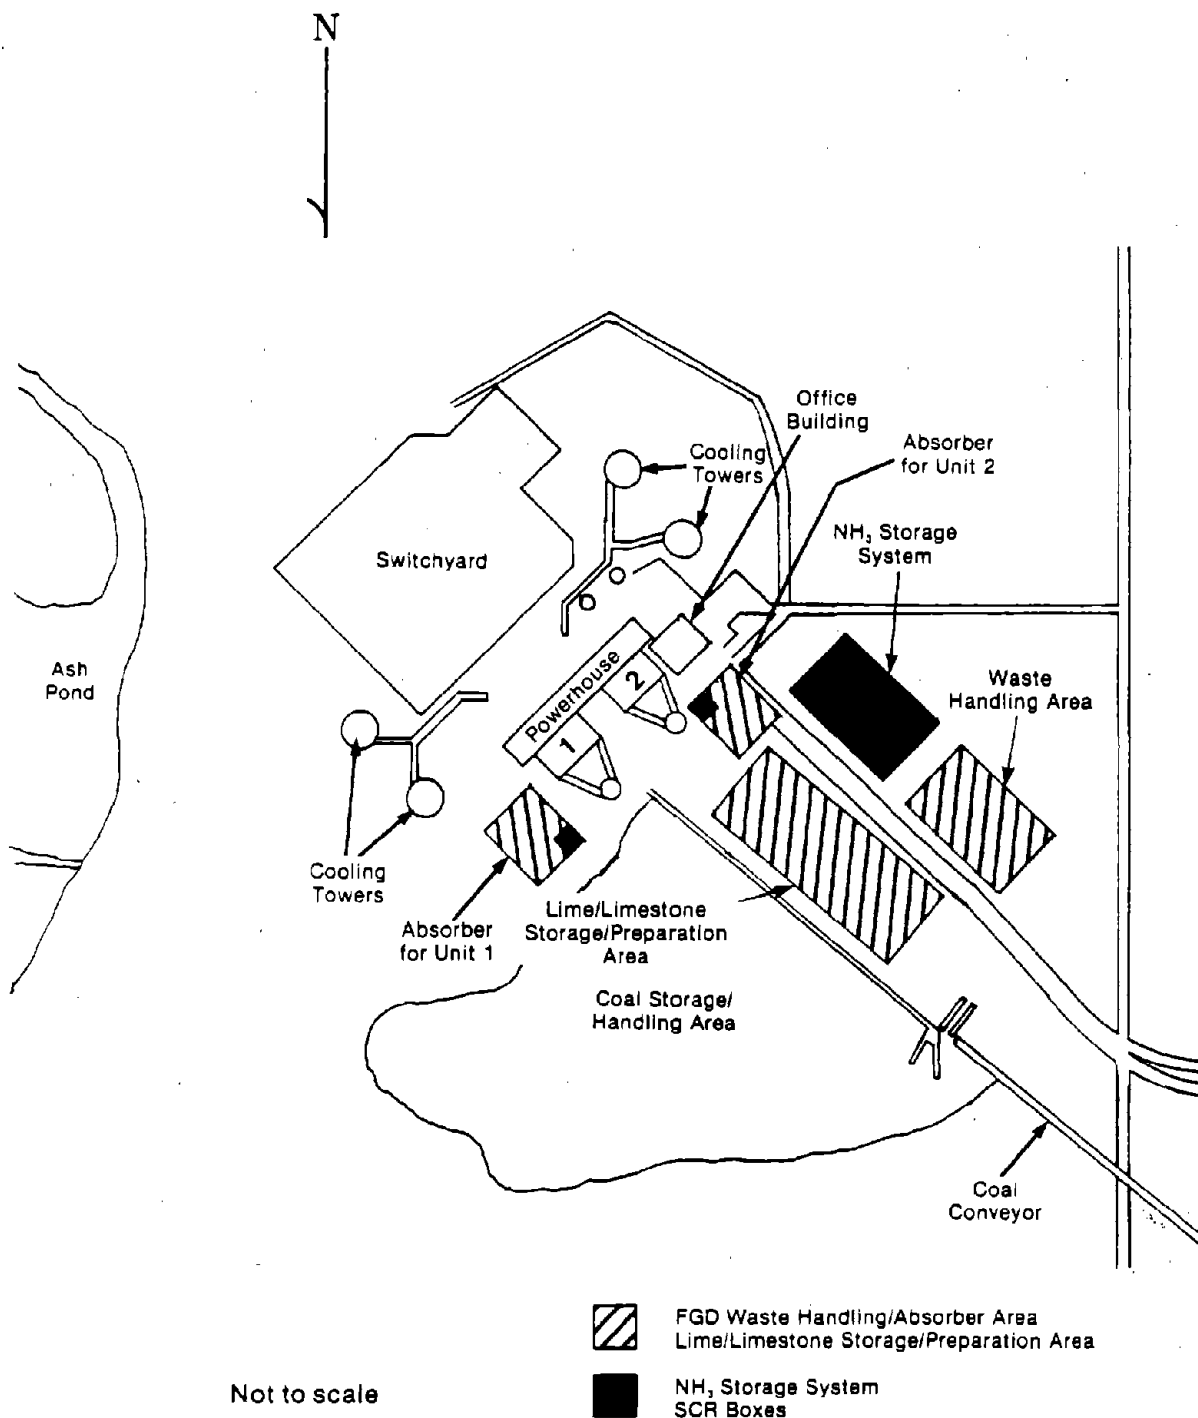 N
Office
Building
Absorber
for Unit 2
Cooling
Towers
NH₃ Storage
System
Switchyard
Ash
Pond
Powerhouse
2
1
Waste
Handling Area
Cooling
Towers
Absorber
for Unit 1
Lime/Limestone
Storage/Preparation
Area
Coal Storage/
Handling Area
Coal
Conveyor
FGD Waste Handling/Absorber Area
Lime/Limestone Storage/Preparation Area
Not to scale
NH₃ Storage System
SCR Boxes